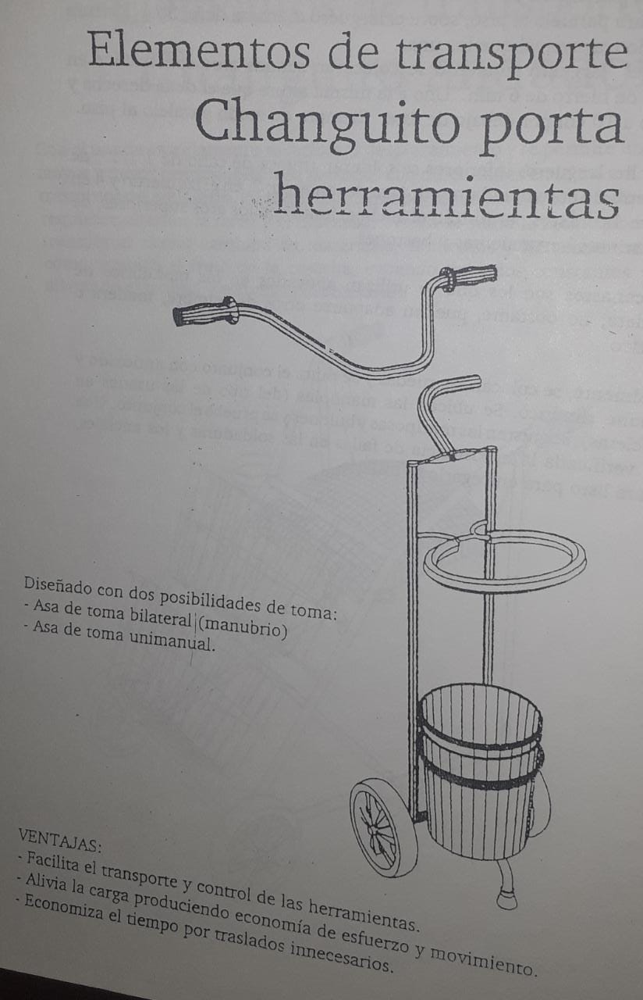 Elementos de transporte
Changuito porta
herramientas
Diseñado con dos posibilidades de toma:
- Asa de toma bilateral (manubrio)
- Asa de toma unimanual.
VENTAJAS:
- Facilita el transporte y control de las herramientas.
- Alivia la carga produciendo economía de esfuerzo y movimiento.
- Economiza el tiempo por traslados innecesarios.